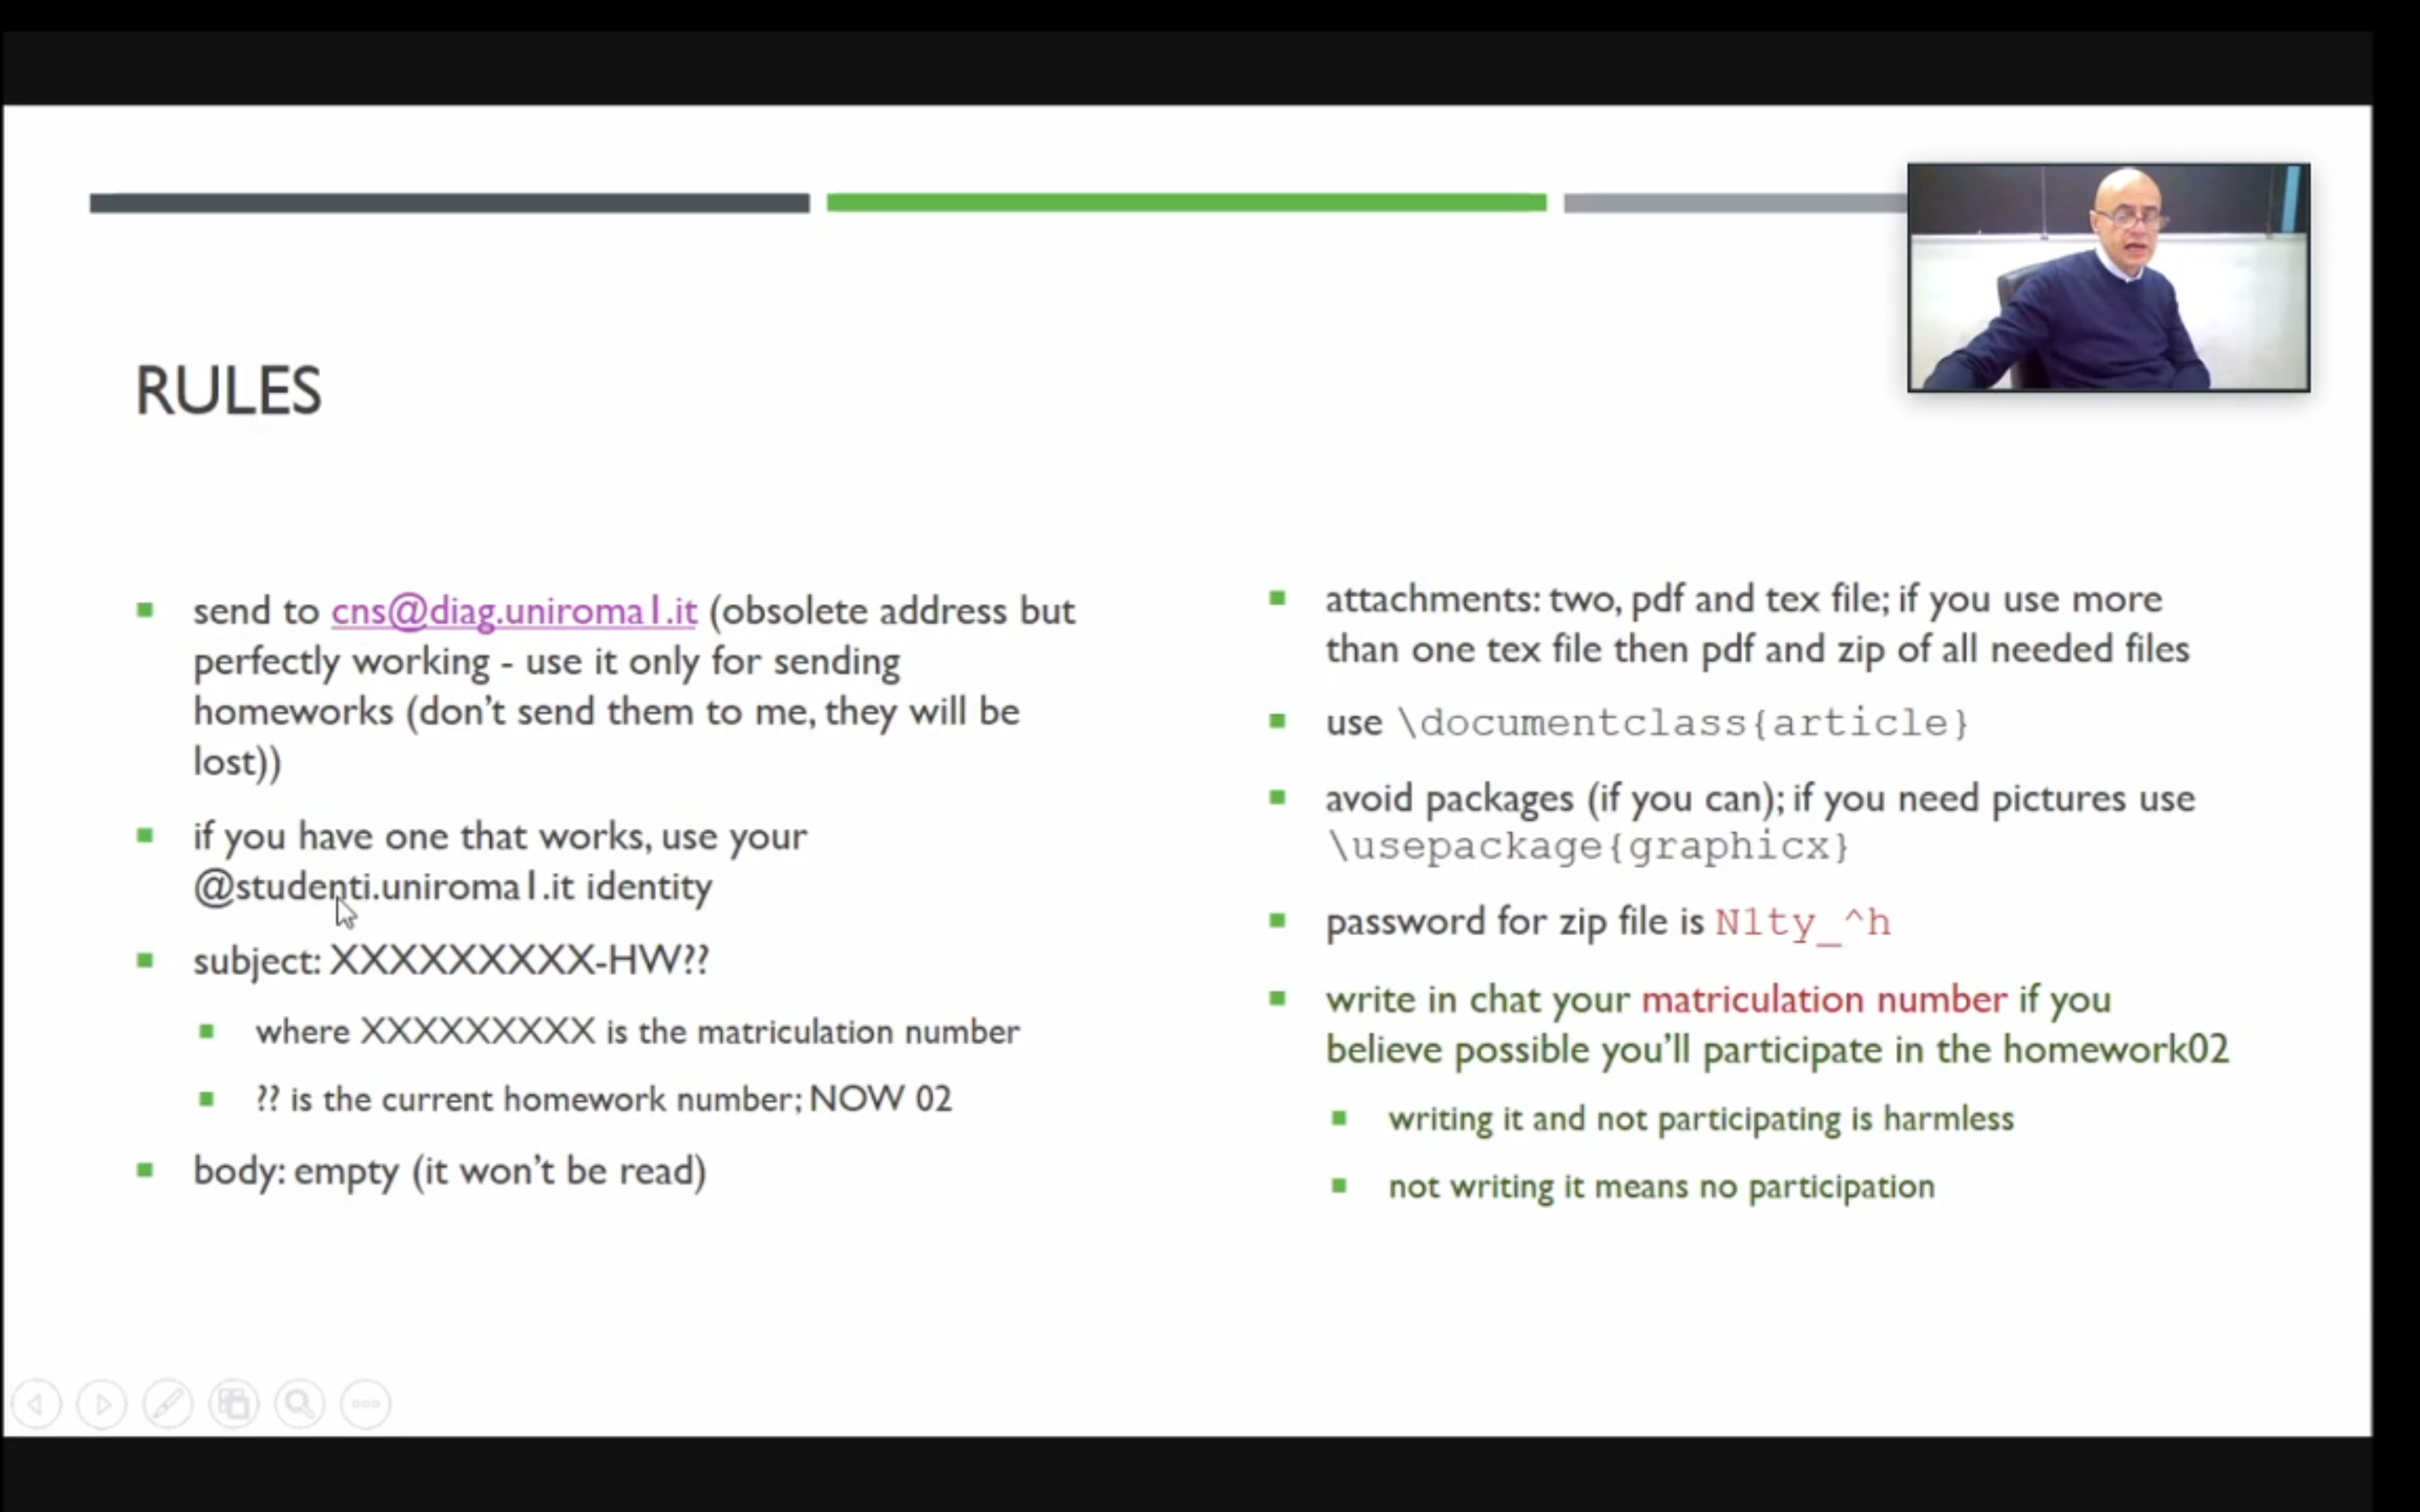 RULES
send to cns@diag.uniroma1.it (obsolete address but
perfectly working - use it only for sending
homeworks (don't send them to me, they will be
lost))
if you have one that works, use your
@studenti.uniroma1.it identity
subject: XXXXXXXXX-HW??
where XXXXXXXXX is the matriculation number
?? is the current homework number; NOW 02
body: empty (it won't be read)
attachments: two, pdf and tex file; if you use more
than one tex file then pdf and zip of all needed files
use \documentclass{article}
avoid packages (if you can); if you need pictures use
\usepackage{graphicx}
password for zip file is N1ty_^h
write in chat your matriculation number if you
believe possible you'll participate in the homework02
writing it and not participating is harmless
not writing it means no participation